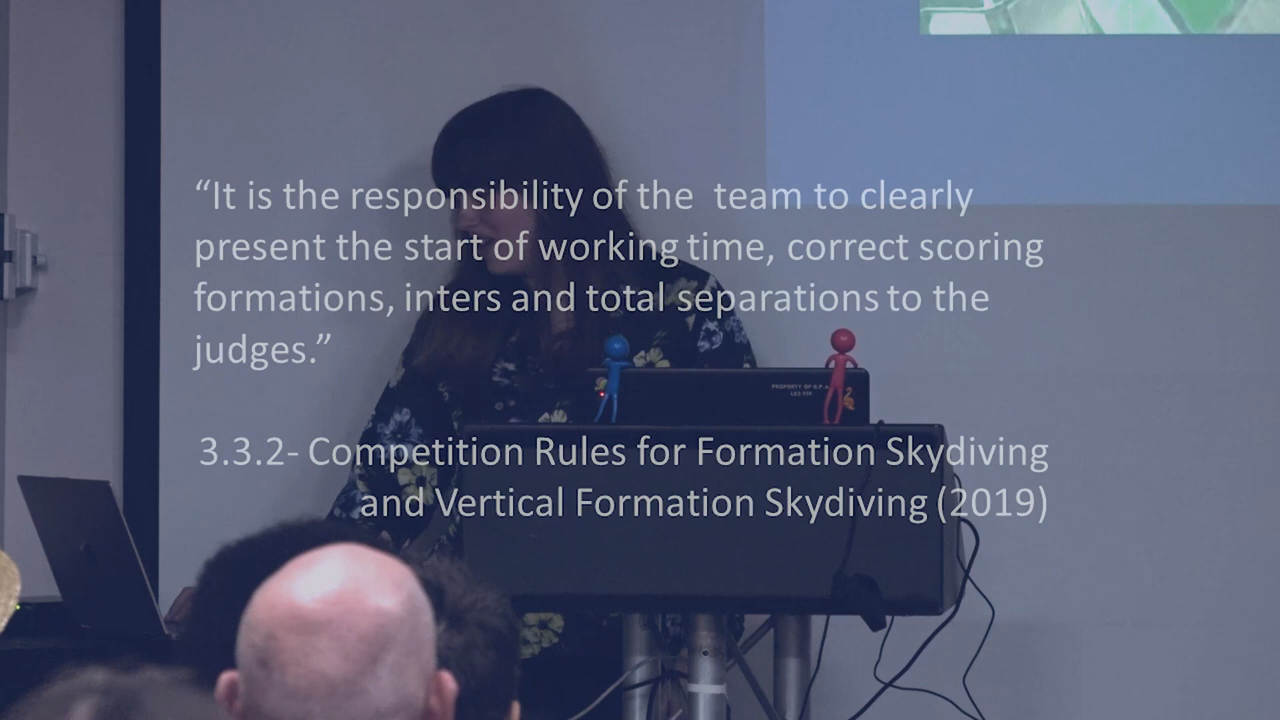 “It is the responsibility of the team to clearly
present the start of working time, correct scoring
formations, inters and total separations to the
judges.”
PROPERTY OF B.P.A
3.3.2- Competition Rules for Formation Skydiving
and Vertical Formation Skydiving (2019)